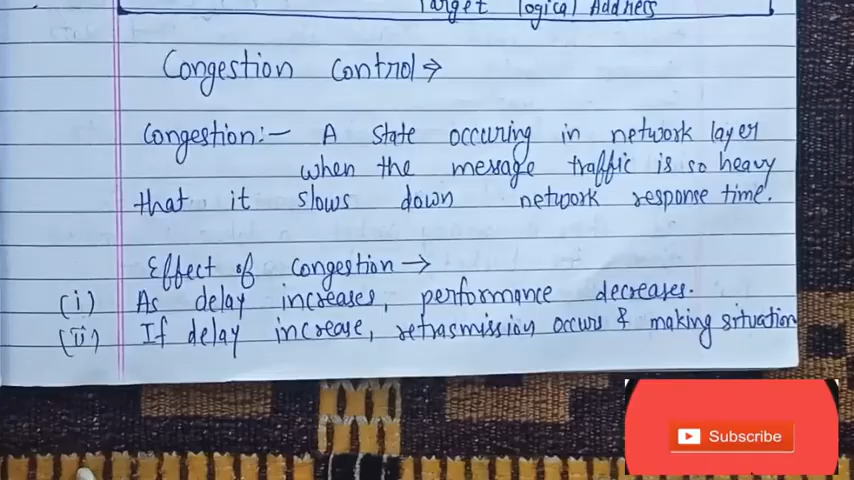 Target logical Address
Congestion Control→
Congestion:- A state occuring in network layer
when the message traffic is so heavy
that it slows down network response time.
Effect of congestion →
(i) As delay increases, performance decreases.
(ii) If delay increase, retrasmission occurs & making situation
Subscribe